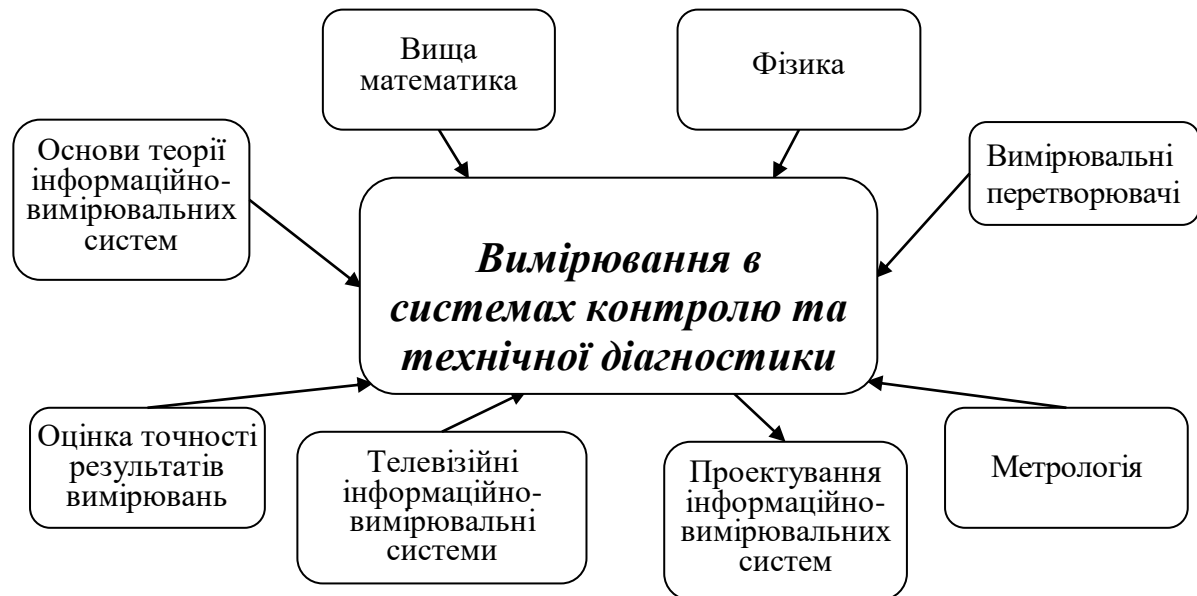 Вища
математика
Фізика
Основи теорії
інформаційно-
вимірювальних
систем
Вимірювальні
перетворювачі
Вимірювання в
системах контролю та
технічної діагностики
Оцінка точності
результатів
вимірювань
Телевізійні
інформаційно-
вимірювальні
системи
Проектування
інформаційно-
вимірювальних
систем
Метрологія